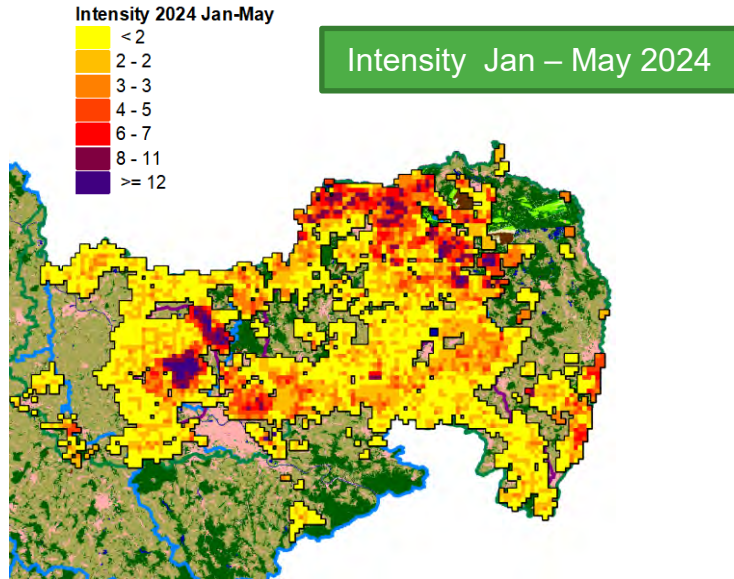 Intensity 2024 Jan-May
< 2
2 - 2
3 - 3
4 - 5
6 - 7
8 - 11
>= 12
Intensity Jan – May 2024